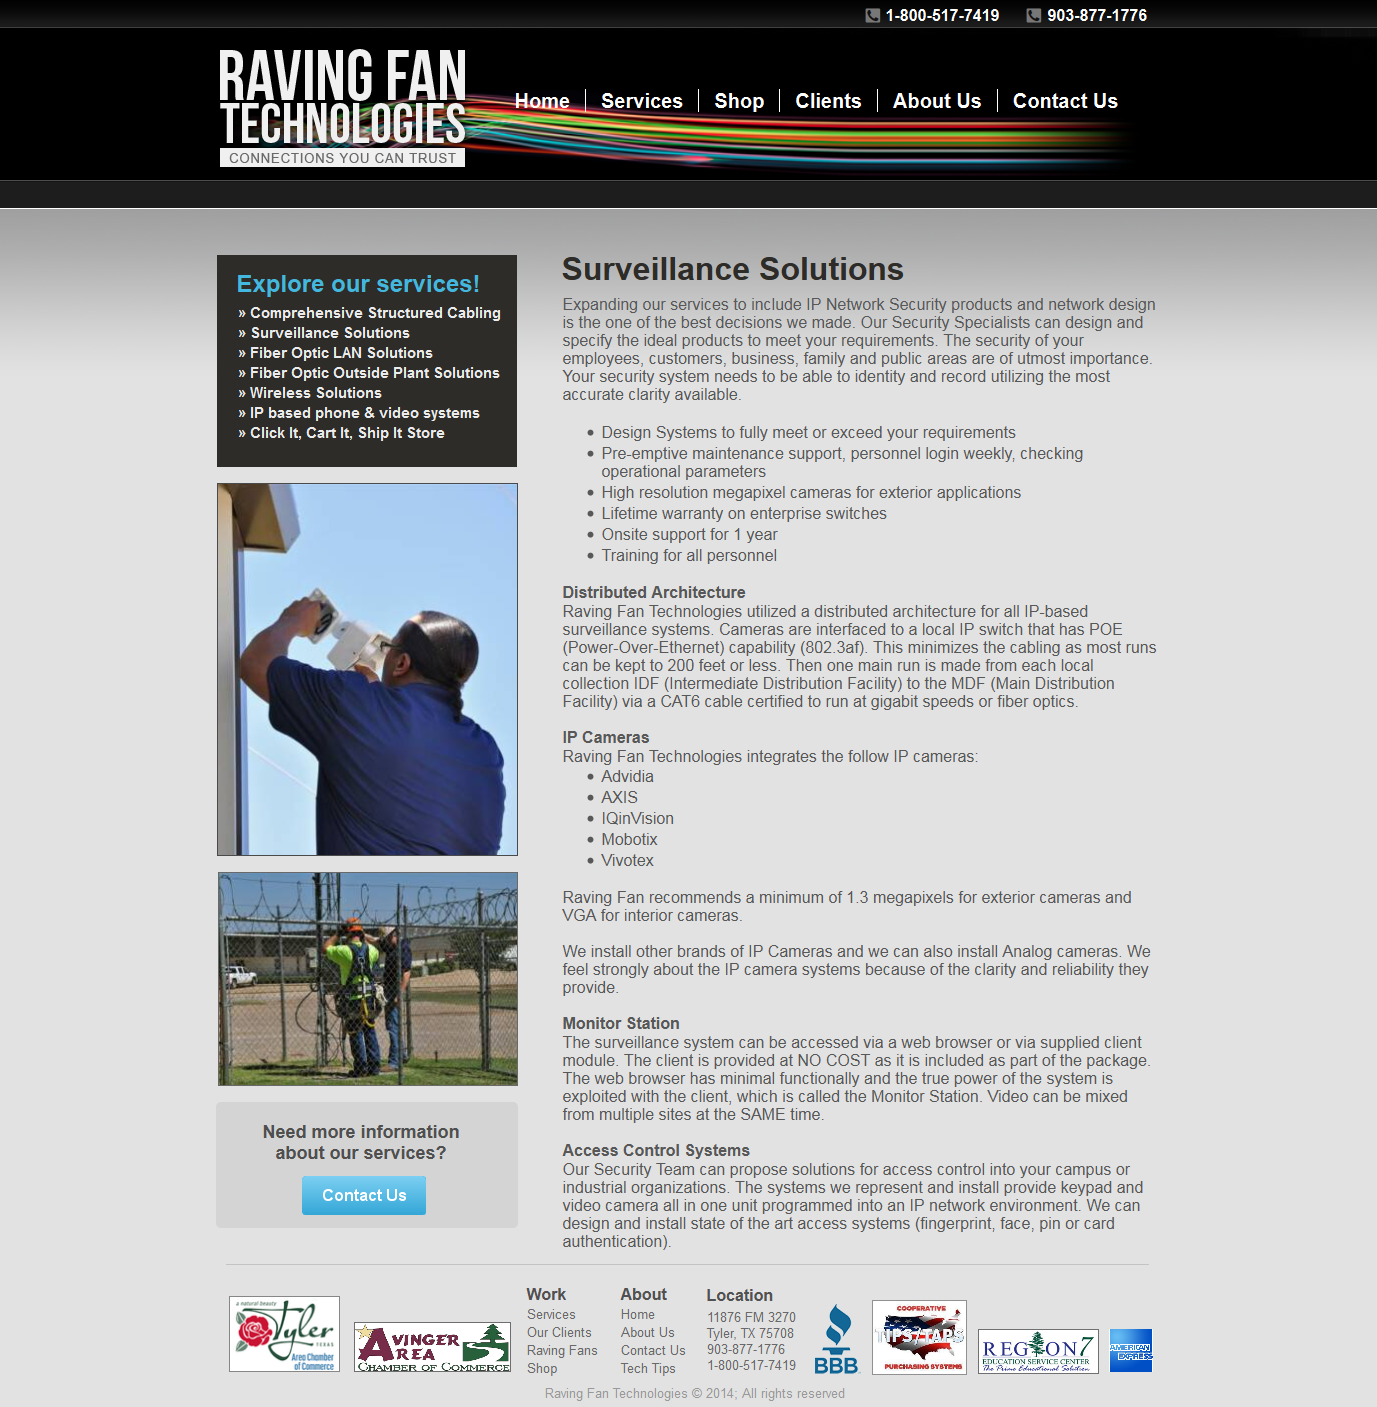 1-800-517-7419 903-877-1776
RAVING FAN
TECHNOLOGIES
CONNECTIONS YOU CAN TRUST
Home Services Shop Clients About Us Contact Us
Explore our services!
» Comprehensive Structured Cabling
» Surveillance Solutions
» Fiber Optic LAN Solutions
» Fiber Optic Outside Plant Solutions
» Wireless Solutions
» IP based phone & video systems
» Click It, Cart It, Ship It Store
Need more information
about our services?
Contact Us
Surveillance Solutions
Expanding our services to include IP Network Security products and network design
is the one of the best decisions we made. Our Security Specialists can design and
specify the ideal products to meet your requirements. The security of your
employees, customers, business, family and public areas are of utmost importance.
Your security system needs to be able to identity and record utilizing the most
accurate clarity available.
• Design Systems to fully meet or exceed your requirements
• Pre-emptive maintenance support, personnel login weekly, checking
operational parameters
• High resolution megapixel cameras for exterior applications
• Lifetime warranty on enterprise switches
• Onsite support for 1 year
• Training for all personnel
Distributed Architecture
Raving Fan Technologies utilized a distributed architecture for all IP-based
surveillance systems. Cameras are interfaced to a local IP switch that has POE
(Power-Over-Ethernet) capability (802.3af). This minimizes the cabling as most runs
can be kept to 200 feet or less. Then one main run is made from each local
collection IDF (Intermediate Distribution Facility) to the MDF (Main Distribution
Facility) via a CAT6 cable certified to run at gigabit speeds or fiber optics.
IP Cameras
Raving Fan Technologies integrates the follow IP cameras:
• Advidia
• AXIS
• IQinVision
• Mobotix
• Vivotex
Raving Fan recommends a minimum of 1.3 megapixels for exterior cameras and
VGA for interior cameras.
We install other brands of IP Cameras and we can also install Analog cameras. We
feel strongly about the IP camera systems because of the clarity and reliability they
provide.
Monitor Station
The surveillance system can be accessed via a web browser or via supplied client
module. The client is provided at NO COST as it is included as part of the package.
The web browser has minimal functionally and the true power of the system is
exploited with the client, which is called the Monitor Station. Video can be mixed
from multiple sites at the SAME time.
Access Control Systems
Our Security Team can propose solutions for access control into your campus or
industrial organizations. The systems we represent and install provide keypad and
video camera all in one unit programmed into an IP network environment. We can
design and install state of the art access systems (fingerprint, face, pin or card
authentication).
a natural beauty
Tyler
TEXAS
Area Chamber
of Commerce
AVINGER
AREA
CHAMBER OF COMMERCE
Work
Services
Our Clients
Raving Fans
Shop
About
Home
About Us
Contact Us
Tech Tips
Location
11876 FM 3270
Tyler, TX 75708
903-877-1776
1-800-517-7419
BBB
COOPERATIVE
TIPS/TAPS
PURCHASING SYSTEMS
REGION 7
EDUCATION SERVICE CENTER
The Prime Educational Solution
AMERICAN
EXPRESS
Raving Fan Technologies © 2014; All rights reserved